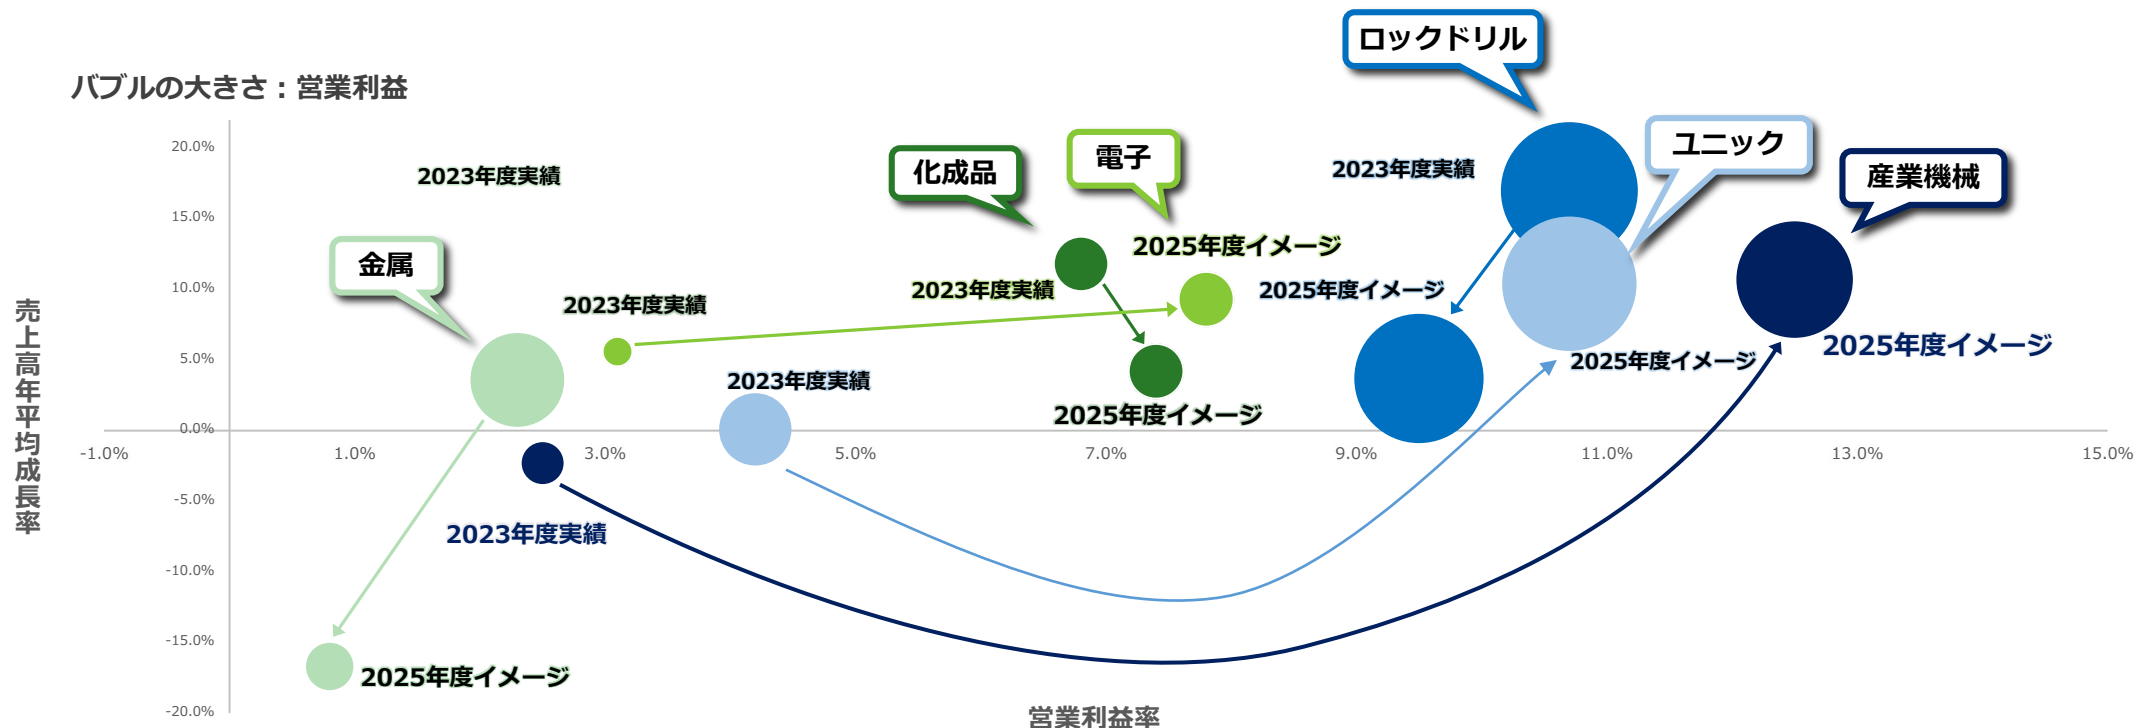 ロックドリル
バブルの大きさ：営業利益
ユニック
20.0%
2023年度実績
化成品
電子
2023年度実績
産業機械
15.0%
金属
2025年度イメージ
10.0%
2023年度実績
2023年度実績
2025年度イメージ
売上高年平均成長率
5.0%
2023年度実績
2025年度イメージ
2025年度イメージ
2025年度イメージ
0.0%
-1.0%
1.0%
3.0%
5.0%
7.0%
9.0%
11.0%
13.0%
15.0%
-5.0%
2023年度実績
-10.0%
-15.0%
2025年度イメージ
-20.0%
営業利益率